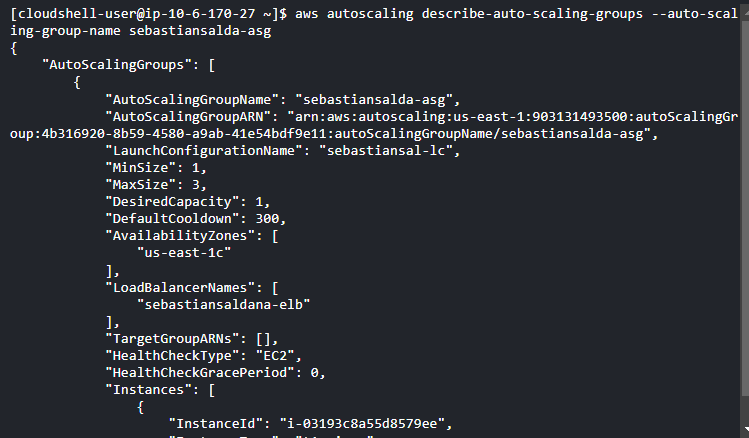 [cloudshell-user@ip-10-6-170-27 ~]$ aws autoscaling describe-auto-scaling-groups --auto-scal
ing-group-name sebastiansalda-asg
{
    "AutoScalingGroups": [
        {
            "AutoScalingGroupName": "sebastiansalda-asg",
            "AutoScalingGroupARN": "arn:aws:autoscaling:us-east-1:903131493500:autoScalingGr
oup:4b316920-8b59-4580-a9ab-41e54bdf9e11:autoScalingGroupName/sebastiansalda-asg",
            "LaunchConfigurationName": "sebastiansal-lc",
            "MinSize": 1,
            "MaxSize": 3,
            "DesiredCapacity": 1,
            "DefaultCooldown": 300,
            "AvailabilityZones": [
                "us-east-1c"
            ],
            "LoadBalancerNames": [
                "sebastiansaldana-elb"
            ],
            "TargetGroupARNs": [],
            "HealthCheckType": "EC2",
            "HealthCheckGracePeriod": 0,
            "Instances": [
                {
                    "InstanceId": "i-03193c8a55d8579ee",